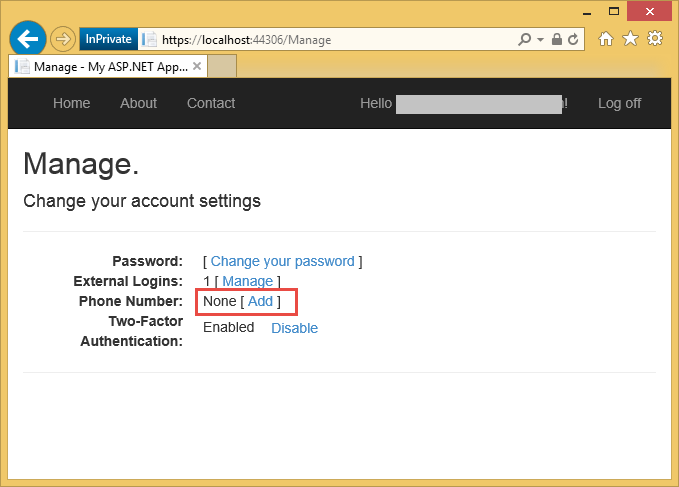 InPrivate https://localhost:44306/Manage
Manage - My ASP.NET App...
Home About Contact Hello ! Log off
Manage.
Change your account settings
Password: [ Change your password ]
External Logins: 1 [ Manage ]
Phone Number: None [ Add ]
Two-Factor
Authentication: Enabled Disable